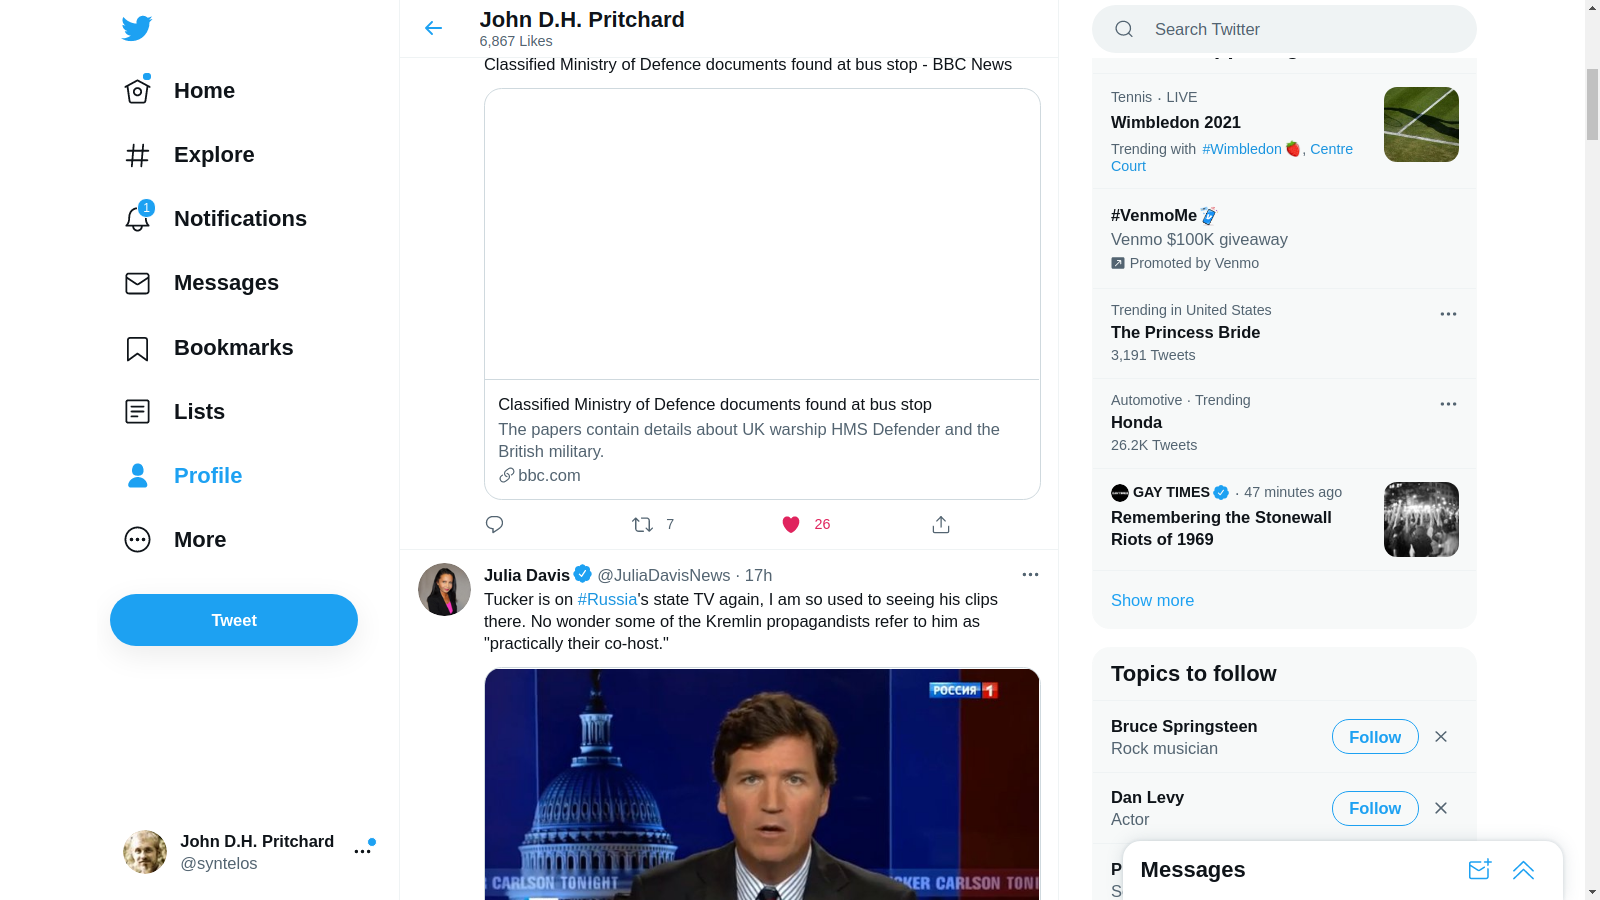 Home
Explore
1
Notifications
Messages
Bookmarks
Lists
Profile
More
Tweet
John D.H. Pritchard
@syntelos
John D.H. Pritchard
6,867 Likes
Classified Ministry of Defence documents found at bus stop - BBC News
Classified Ministry of Defence documents found at bus stop
The papers contain details about UK warship HMS Defender and the
British military.
bbc.com
7
26
Julia Davis @JuliaDavisNews · 17h
Tucker is on #Russia's state TV again, I am so used to seeing his clips
there. No wonder some of the Kremlin propagandists refer to him as
"practically their co-host."
РОССИЯ 1
CARLSON TONIGHT
KER CARLSON TONI
Search Twitter
Tennis · LIVE
Wimbledon 2021
Trending with #Wimbledon🍓, Centre
Court
#VenmoMe
Venmo $100K giveaway
Promoted by Venmo
Trending in United States
The Princess Bride
3,191 Tweets
Automotive · Trending
Honda
26.2K Tweets
GAY TIMES · 47 minutes ago
Remembering the Stonewall
Riots of 1969
Show more
Topics to follow
Bruce Springsteen
Rock musician
Follow
Dan Levy
Actor
Follow
P
S
Messages